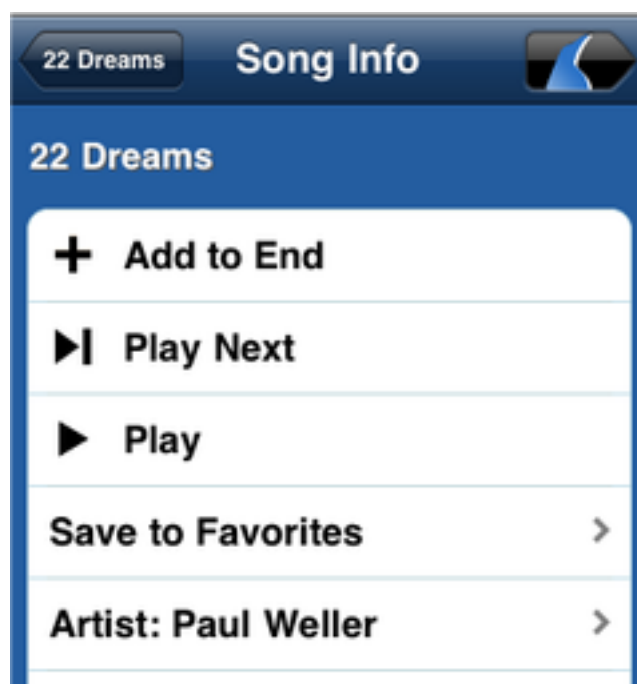 22 Dreams Song Info
22 Dreams
Add to End
Play Next
Play
Save to Favorites
Artist: Paul Weller